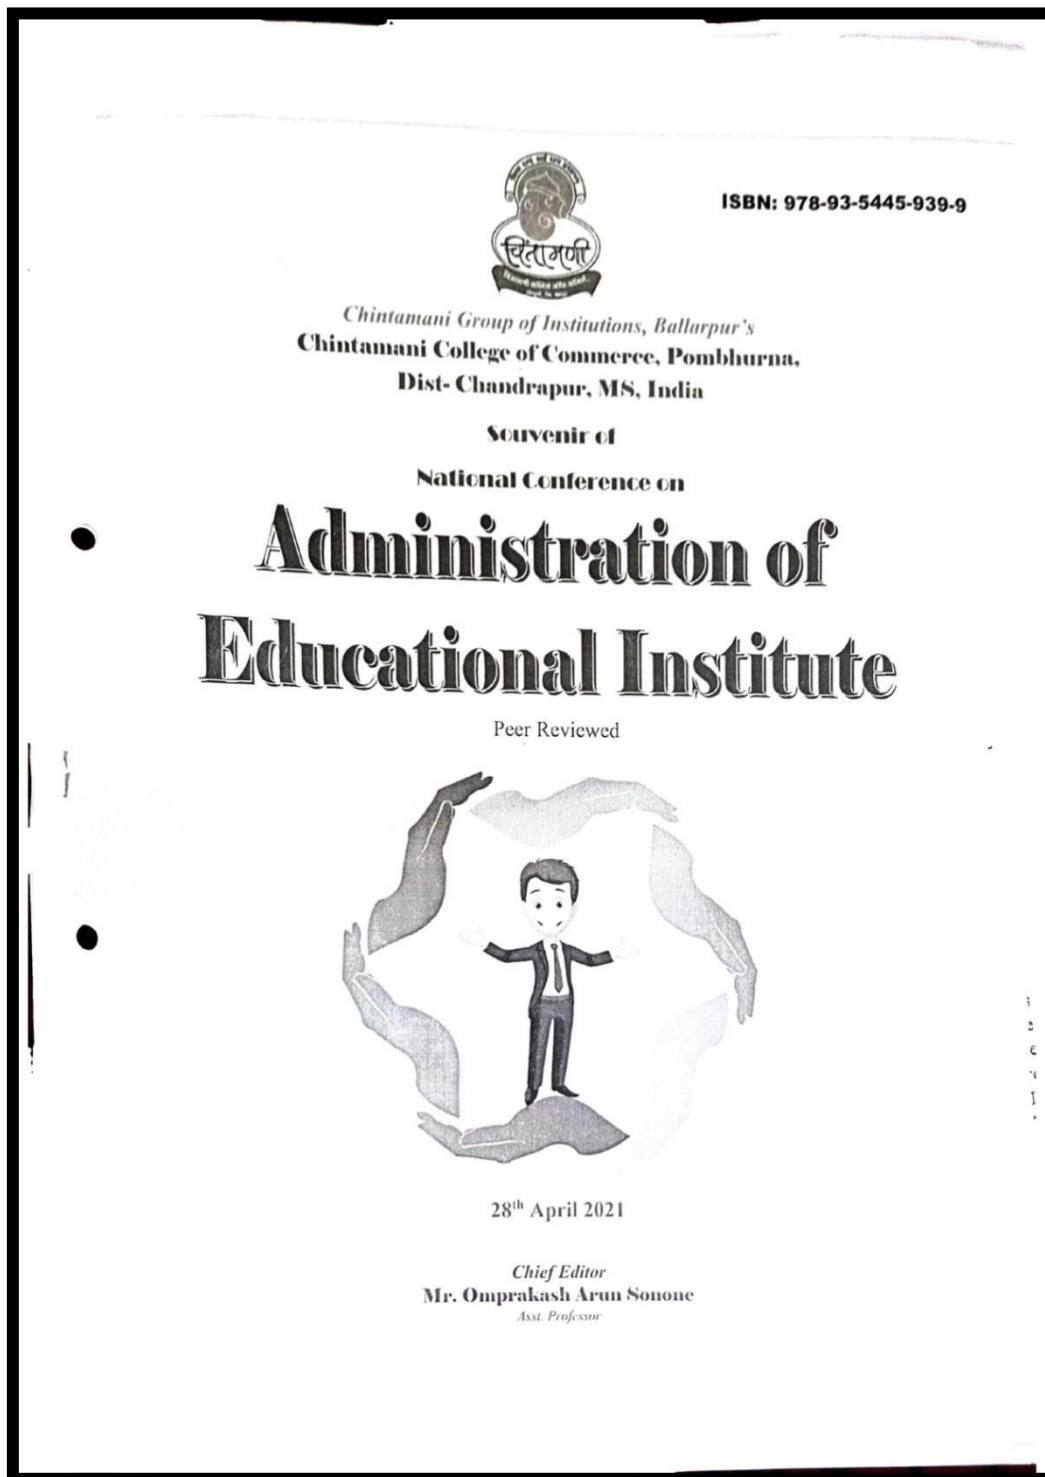 ISBN: 978-93-5445-939-9
चिंतामणी
Chintamani Group of Institutions, Ballarpur's
Chintamani College of Commerce, Pombhurna,
Dist- Chandrapur, MS, India
Souvenir of
National Conference on
Administration of
Educational Institute
Peer Reviewed
28th April 2021
Chief Editor
Mr. Omprakash Arun Sonone
Asst. Professor